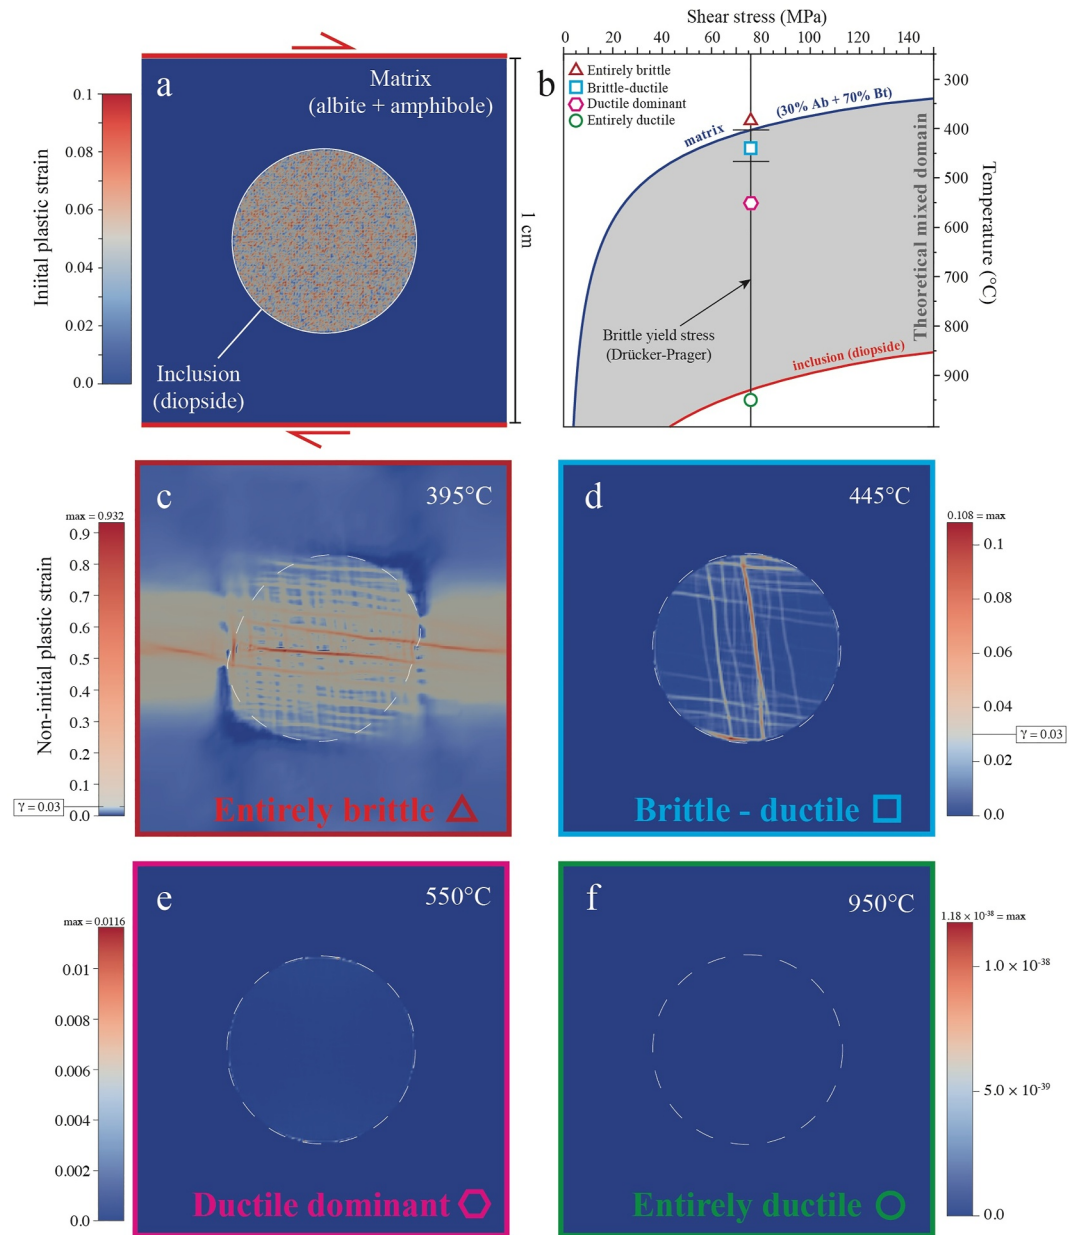 a
Matrix
(albite + amphibole)
Inclusion
(diopside)
1 cm
Iniital plastic strain
0.1
0.08
0.06
0.04
0.02
0.0
b
Shear stress (MPa)
0 20 40 60 80 100 120 140
Entirely brittle
Brittle-ductile
Ductile dominant
Entirely ductile
matrix
(30% Ab + 70% Bt)
Theoretical mixed domain
Brittle yield stress
(Drücker-Prager)
inclusion (diopside)
300
400
500
600
700
800
900
Temperature (°C)
c
395°C
Entirely brittle
max = 0.932
0.9
0.8
0.7
0.6
0.5
0.4
0.3
0.2
0.1
0.0
γ = 0.03
Non-initial plastic strain
d
445°C
Brittle - ductile
0.108 = max
0.1
0.08
0.06
0.04
γ = 0.03
0.02
0.0
e
550°C
Ductile dominant
max = 0.0116
0.01
0.008
0.006
0.004
0.002
0.0
f
950°C
Entirely ductile
1.18 × 10⁻³⁸ = max
1.0 × 10⁻³⁸
5.0 × 10⁻³⁹
0.0